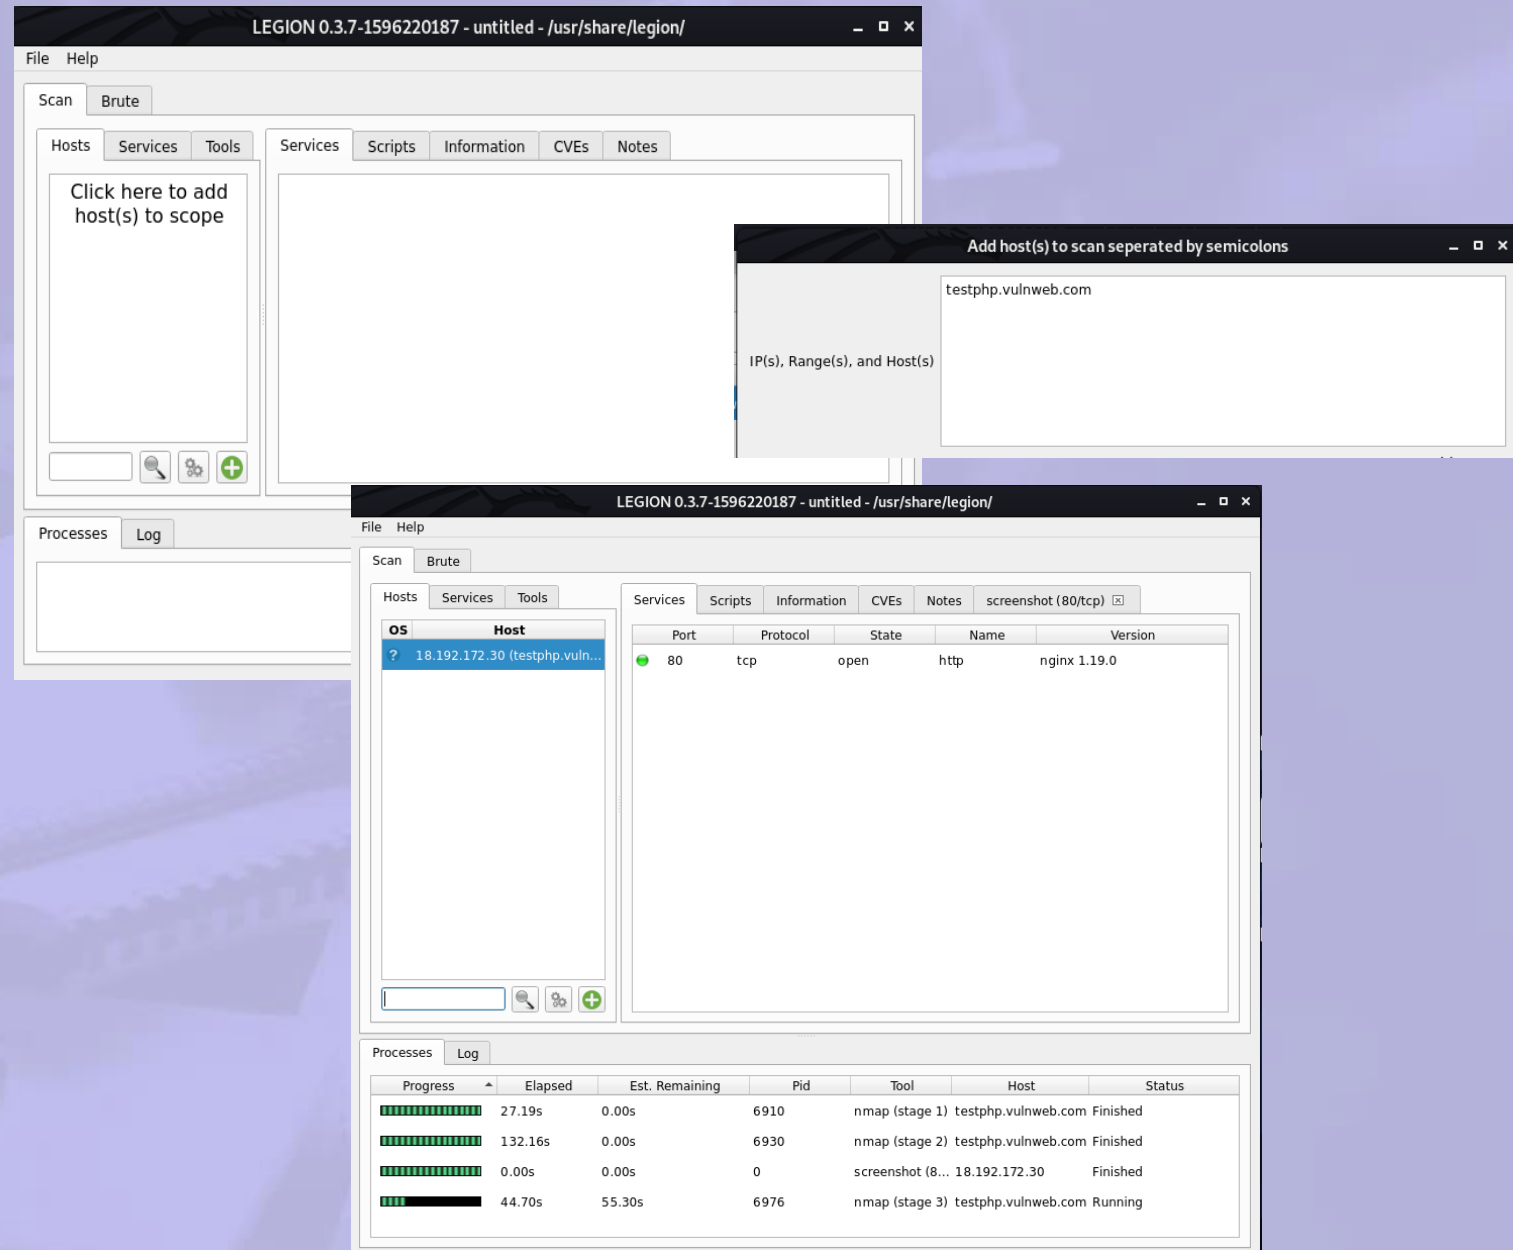 LEGION 0.3.7-1596220187 - untitled - /usr/share/legion/
File Help
Scan Brute
Hosts Services Tools Services Scripts Information CVEs Notes
Click here to add
host(s) to scope
Processes Log
Add host(s) to scan seperated by semicolons
testphp.vulnweb.com
IP(s), Range(s), and Host(s)
LEGION 0.3.7-1596220187 - untitled - /usr/share/legion/
File Help
Scan Brute
Hosts Services Tools Services Scripts Information CVEs Notes screenshot (80/tcp)
OS Host Port Protocol State Name Version
? 18.192.172.30 (testphp.vuln... 80 tcp open http nginx 1.19.0
Processes Log
Progress Elapsed Est. Remaining Pid Tool Host Status
27.19s 0.00s 6910 nmap (stage 1) testphp.vulnweb.com Finished
132.16s 0.00s 6930 nmap (stage 2) testphp.vulnweb.com Finished
0.00s 0.00s 0 screenshot (8... 18.192.172.30 Finished
44.70s 55.30s 6976 nmap (stage 3) testphp.vulnweb.com Running